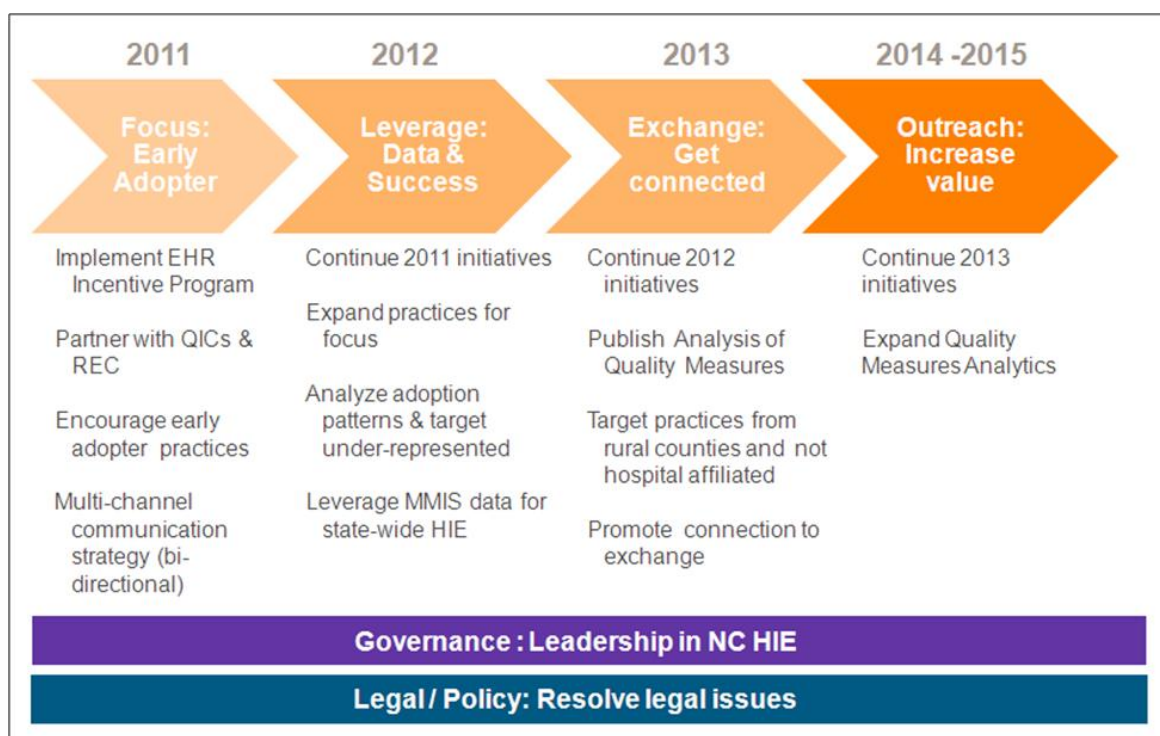 2011
2012
2013
2014 -2015
Focus:
Early
Adopter
Leverage:
Data &
Success
Exchange:
Get
connected
Outreach:
Increase
value
Implement EHR
Incentive Program
Partner with QICs &
REC
Encourage early
adopter practices
Multi-channel
communication
strategy (bi-
directional)
Continue 2011 initiatives
Expand practices for
focus
Analyze adoption
patterns & target
under-represented
Leverage MMIS data for
state-wide HIE
Continue 2012
initiatives
Publish Analysis of
Quality Measures
Target practices from
rural counties and not
hospital affiliated
Promote connection to
exchange
Continue 2013
initiatives
Expand Quality
Measures Analytics
Governance : Leadership in NC HIE
Legal / Policy: Resolve legal issues